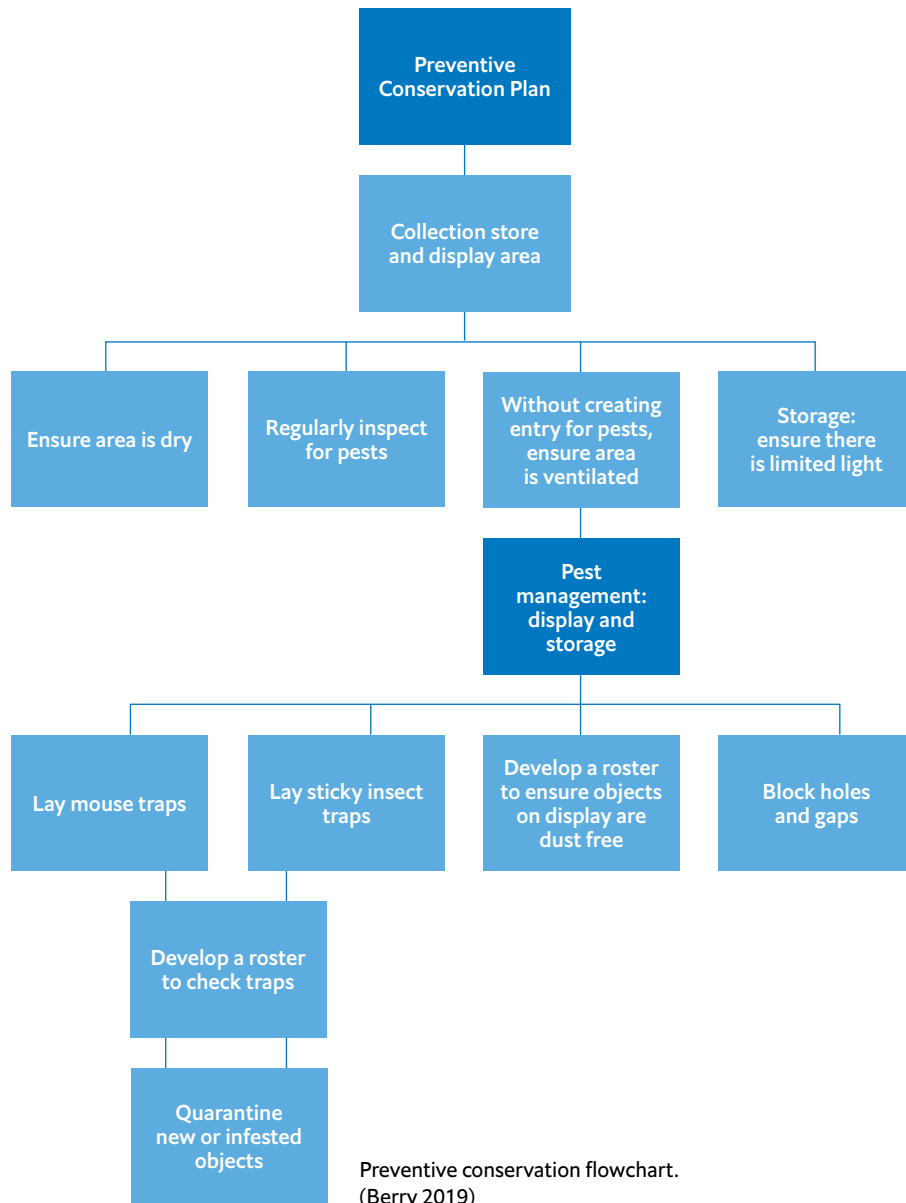 Preventive
Conservation Plan
Collection store
and display area
Ensure area is dry
Regularly inspect
for pests
Without creating
entry for pests,
ensure area
is ventilated
Storage:
ensure there
is limited light
Pest
management:
display and
storage
Lay mouse traps
Lay sticky insect
traps
Develop a roster
to ensure objects
on display are
dust free
Block holes
and gaps
Develop a roster
to check traps
Quarantine
new or infested
objects
Preventive conservation flowchart.
(Berry 2019)